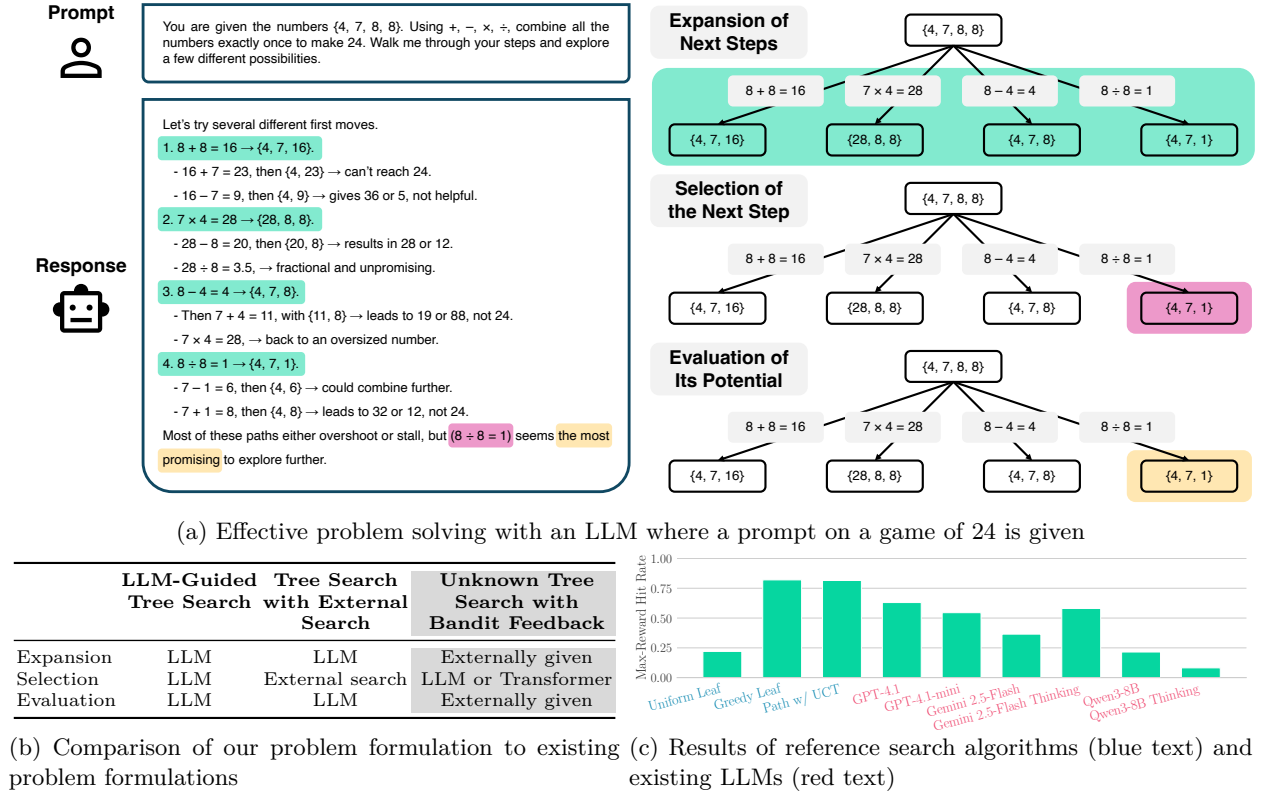 Prompt
You are given the numbers {4, 7, 8, 8}. Using +, −, ×, ÷, combine all the
numbers exactly once to make 24. Walk me through your steps and explore
a few different possibilities.
Response
Let's try several different first moves.
1. 8 + 8 = 16 → {4, 7, 16}.
- 16 + 7 = 23, then {4, 23} → can't reach 24.
- 16 – 7 = 9, then {4, 9} → gives 36 or 5, not helpful.
2. 7 × 4 = 28 → {28, 8, 8}.
- 28 – 8 = 20, then {20, 8} → results in 28 or 12.
- 28 ÷ 8 = 3.5, → fractional and unpromising.
3. 8 – 4 = 4 → {4, 7, 8}.
- Then 7 + 4 = 11, with {11, 8} → leads to 19 or 88, not 24.
- 7 × 4 = 28, → back to an oversized number.
4. 8 ÷ 8 = 1 → {4, 7, 1}.
- 7 – 1 = 6, then {4, 6} → could combine further.
- 7 + 1 = 8, then {4, 8} → leads to 32 or 12, not 24.
Most of these paths either overshoot or stall, but (8 ÷ 8 = 1) seems the most
promising to explore further.
Expansion of
Next Steps
{4, 7, 8, 8}
8 + 8 = 16 7 × 4 = 28 8 – 4 = 4 8 ÷ 8 = 1
{4, 7, 16} {28, 8, 8} {4, 7, 8} {4, 7, 1}
Selection of
the Next Step
{4, 7, 8, 8}
8 + 8 = 16 7 × 4 = 28 8 – 4 = 4 8 ÷ 8 = 1
{4, 7, 16} {28, 8, 8} {4, 7, 8} {4, 7, 1}
Evaluation of
Its Potential
{4, 7, 8, 8}
8 + 8 = 16 7 × 4 = 28 8 – 4 = 4 8 ÷ 8 = 1
{4, 7, 16} {28, 8, 8} {4, 7, 8} {4, 7, 1}
(a) Effective problem solving with an LLM where a prompt on a game of 24 is given
LLM-Guided Tree Search Unknown Tree
Tree Search with External Search with
Search Bandit Feedback
Expansion LLM LLM Externally given
Selection LLM External search LLM or Transformer
Evaluation LLM LLM Externally given
(b) Comparison of our problem formulation to existing
problem formulations
Max-Reward Hit Rate
1.00
0.75
0.50
0.25
0.00
Uniform Leaf
Greedy Leaf
Path w/ UCT
GPT-4.1
GPT-4.1-mini
Gemini 2.5-Flash
Gemini 2.5-Flash Thinking
Qwen3-8B
Qwen3-8B Thinking
(c) Results of reference search algorithms (blue text) and
existing LLMs (red text)